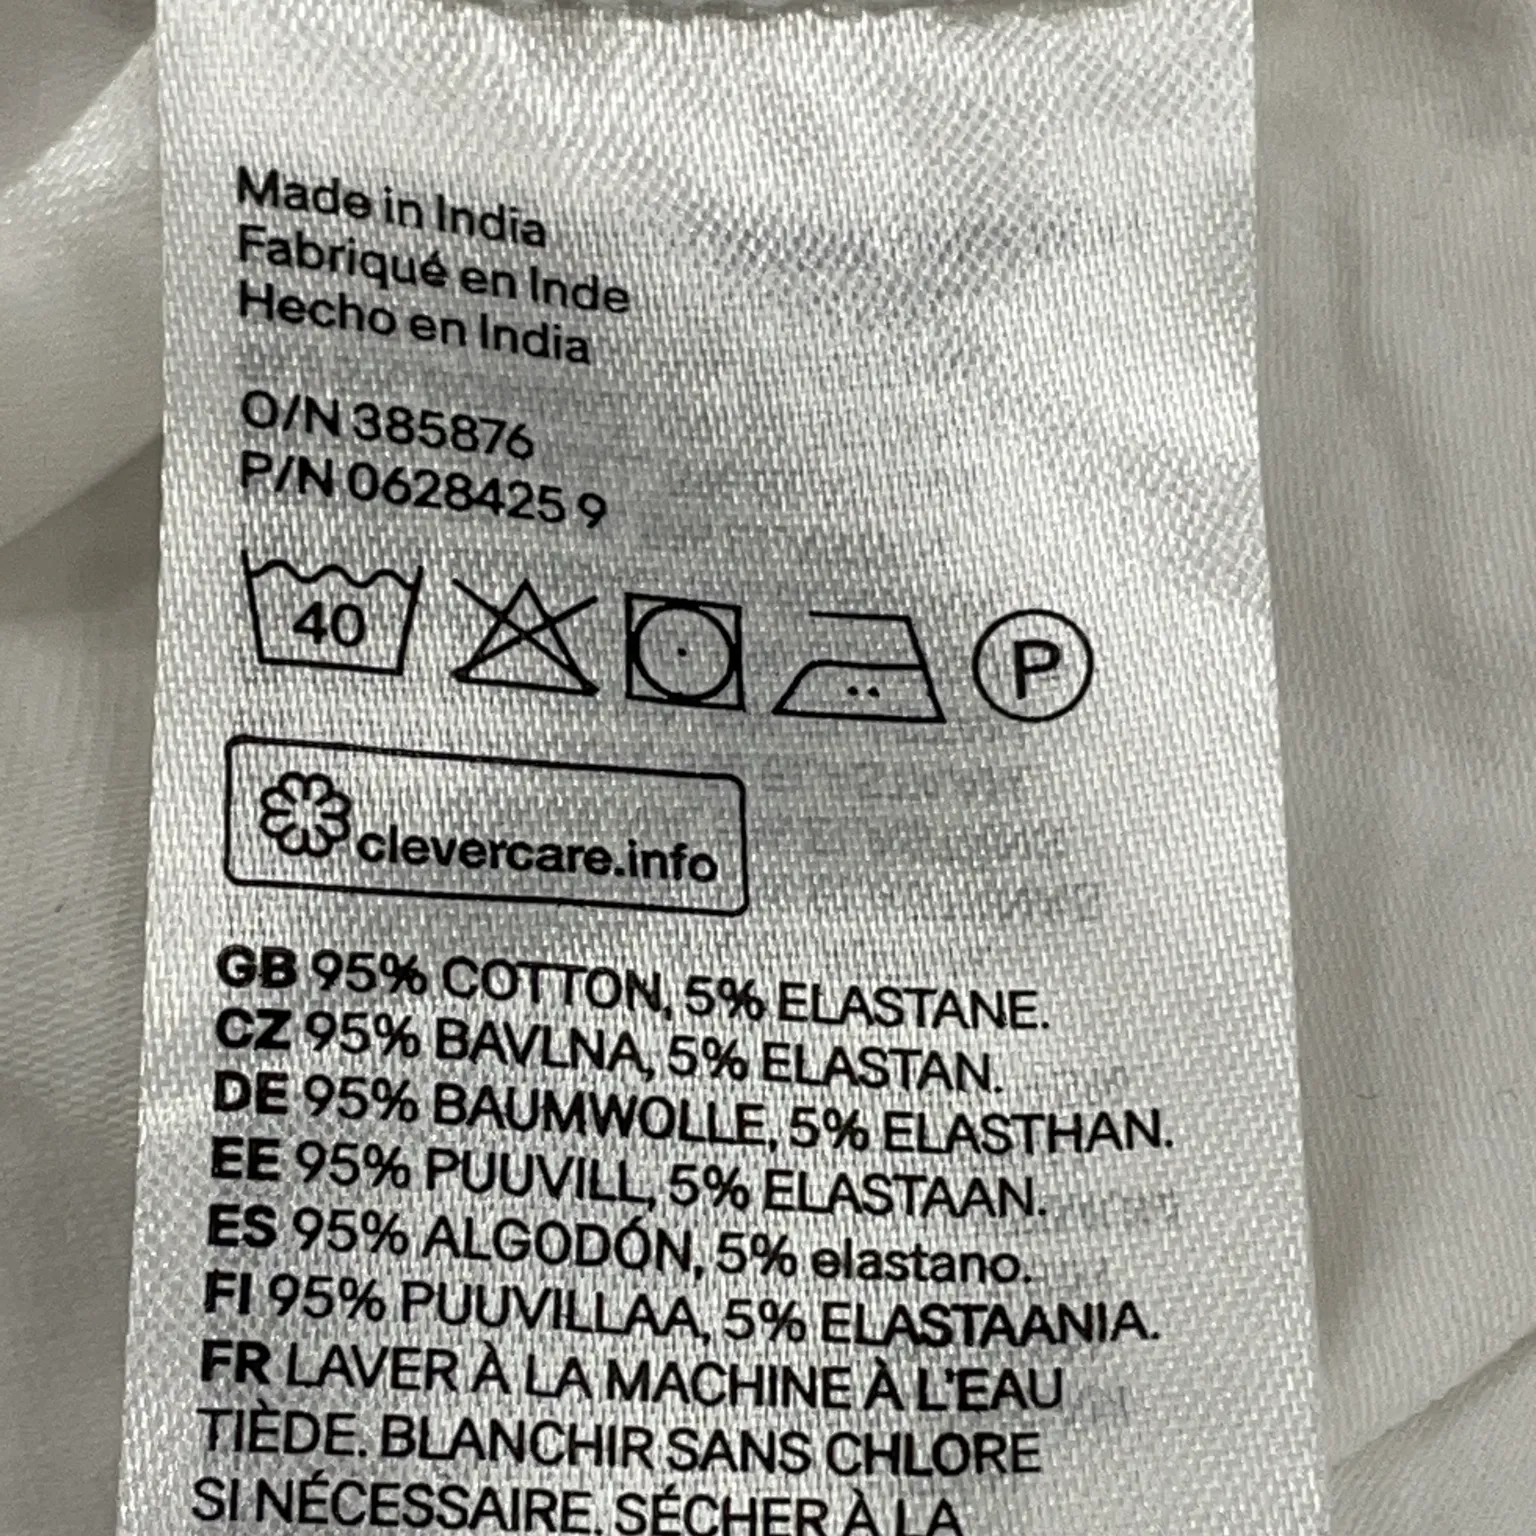 Made in India
Fabriqué en Inde
Hecho en India
O/N 385876
P/N 0628425 9
40
P
clevercare.info
GB 95% COTTON, 5% ELASTANE.
CZ 95% BAVLNA, 5% ELASTAN.
DE 95% BAUMWOLLE, 5% ELASTHAN.
EE 95% PUUVILL, 5% ELASTAAN.
ES 95% ALGODÓN, 5% elastano.
FI 95% PUUVILLAA, 5% ELASTAANIA.
FR LAVER À LA MACHINE À L'EAU
TIÈDE. BLANCHIR SANS CHLORE
SI NÉCESSAIRE. SÉCHER À LA